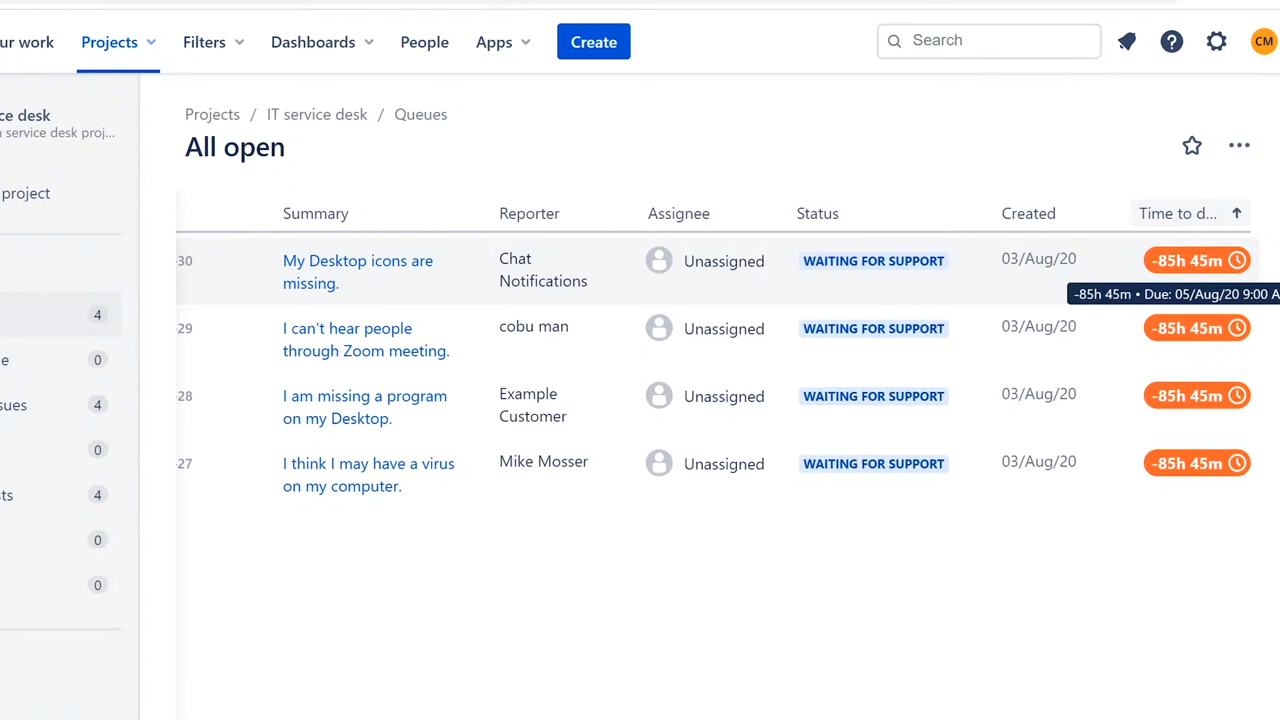 ur work Projects Filters Dashboards People Apps Create Search CM
ce desk
service desk proj...
project
4
e 0
sues 4
0
sts 4
0
0
Projects / IT service desk / Queues
All open
Summary Reporter Assignee Status Created Time to d...
30 My Desktop icons are missing. Chat Notifications Unassigned WAITING FOR SUPPORT 03/Aug/20 -85h 45m
-85h 45m • Due: 05/Aug/20 9:00 A
29 I can't hear people through Zoom meeting. cobu man Unassigned WAITING FOR SUPPORT 03/Aug/20 -85h 45m
28 I am missing a program on my Desktop. Example Customer Unassigned WAITING FOR SUPPORT 03/Aug/20 -85h 45m
27 I think I may have a virus on my computer. Mike Mosser Unassigned WAITING FOR SUPPORT 03/Aug/20 -85h 45m